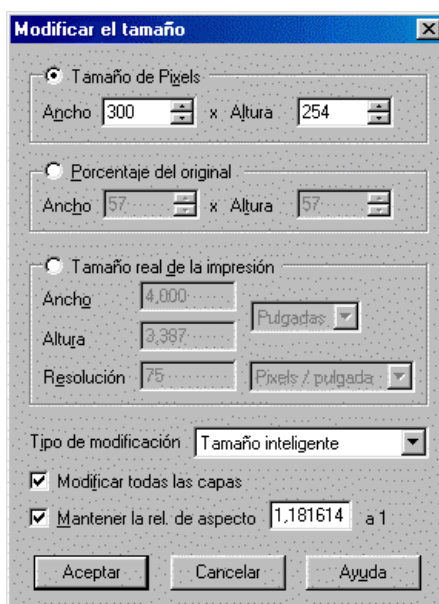 Modificar el tamaño
Tamaño de Pixels
Ancho 300 x Altura 254
Porcentaje del original
Ancho 57 x Altura 57
Tamaño real de la impresión
Ancho 4,000
Pulgadas
Altura 3,387
Resolución 75 Pixels / pulgada
Tipo de modificación Tamaño inteligente
Modificar todas las capas
Mantener la rel. de aspecto 1,181614 a 1
Aceptar Cancelar Ayuda